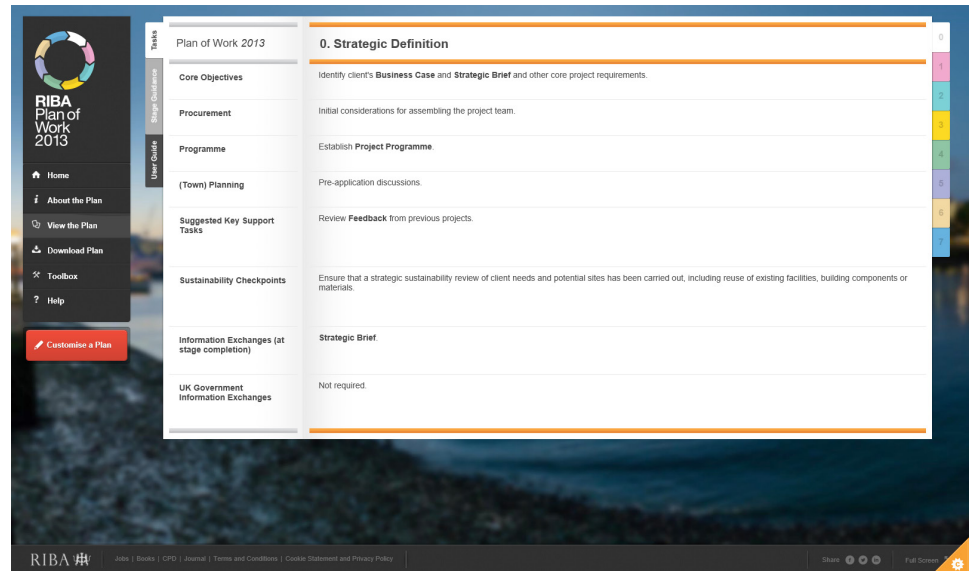 RIBA
Plan of
Work
2013
Home
About the Plan
View the Plan
Download Plan
Toolbox
Help
Customise a Plan
Tasks
Stage Guidance
User Guide
Plan of Work 2013
0. Strategic Definition
Core Objectives
Identify client's Business Case and Strategic Brief and other core project requirements.
Procurement
Initial considerations for assembling the project team.
Programme
Establish Project Programme.
(Town) Planning
Pre-application discussions.
Suggested Key Support
Tasks
Review Feedback from previous projects.
Sustainability Checkpoints
Ensure that a strategic sustainability review of client needs and potential sites has been carried out, including reuse of existing facilities, building components or
materials.
Information Exchanges (at
stage completion)
Strategic Brief.
UK Government
Information Exchanges
Not required.
0
1
2
3
4
5
6
7
RIBA
Jobs | Books | CPD | Journal | Terms and Conditions | Cookie Statement and Privacy Policy
Share
Full Screen